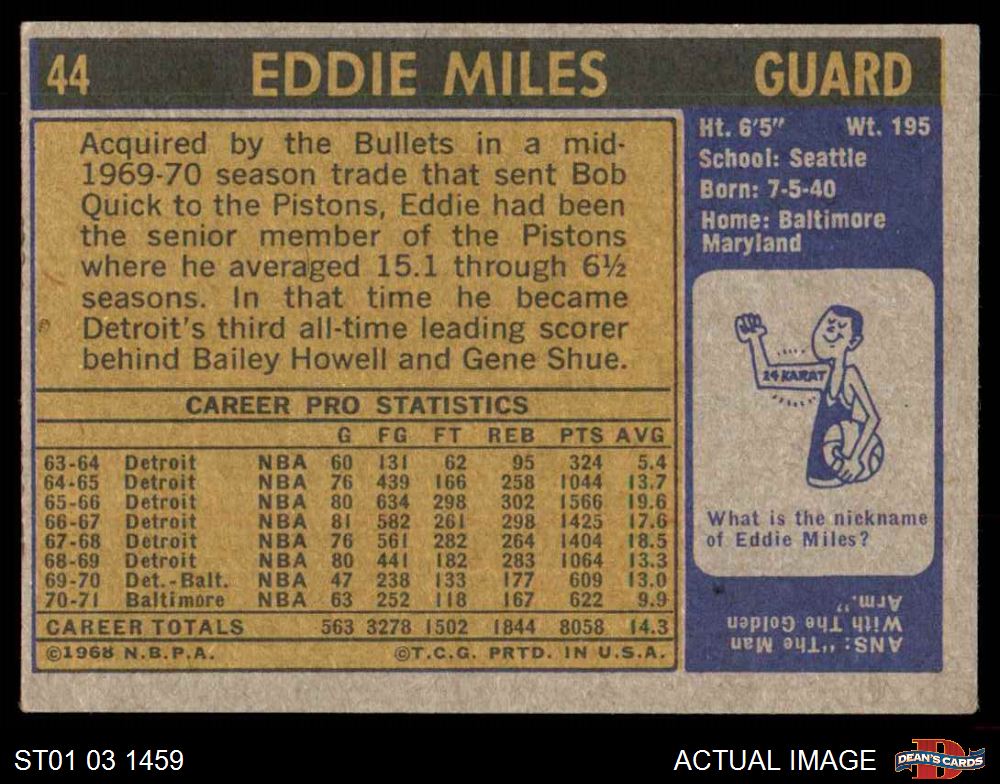 44 EDDIE MILES GUARD
Acquired by the Bullets in a mid-
1969-70 season trade that sent Bob
Quick to the Pistons, Eddie had been
the senior member of the Pistons
where he averaged 15.1 through 6½
seasons. In that time he became
Detroit's third all-time leading scorer
behind Bailey Howell and Gene Shue.
CAREER PRO STATISTICS
G FG FT REB PTS AVG
63-64 Detroit NBA 60 131 62 95 324 5.4
64-65 Detroit NBA 76 439 166 258 1044 13.7
65-66 Detroit NBA 80 634 298 302 1566 19.6
66-67 Detroit NBA 81 582 261 298 1425 17.6
67-68 Detroit NBA 76 561 282 264 1404 18.5
68-69 Detroit NBA 80 441 182 283 1064 13.3
69-70 Det.-Balt. NBA 47 238 133 177 609 13.0
70-71 Baltimore NBA 63 252 118 167 622 9.9
CAREER TOTALS 563 3278 1502 1844 8058 14.3
©1968 N.B.P.A. ©T.C.G. PRTD. IN U.S.A.
Ht. 6'5" Wt. 195
School: Seattle
Born: 7-5-40
Home: Baltimore
Maryland
24 KARAT
What is the nickname
of Eddie Miles?
ANS: "The Man
With The Golden
Arm."
ST01 03 1459
ACTUAL IMAGE
D
DEAN'S CARDS